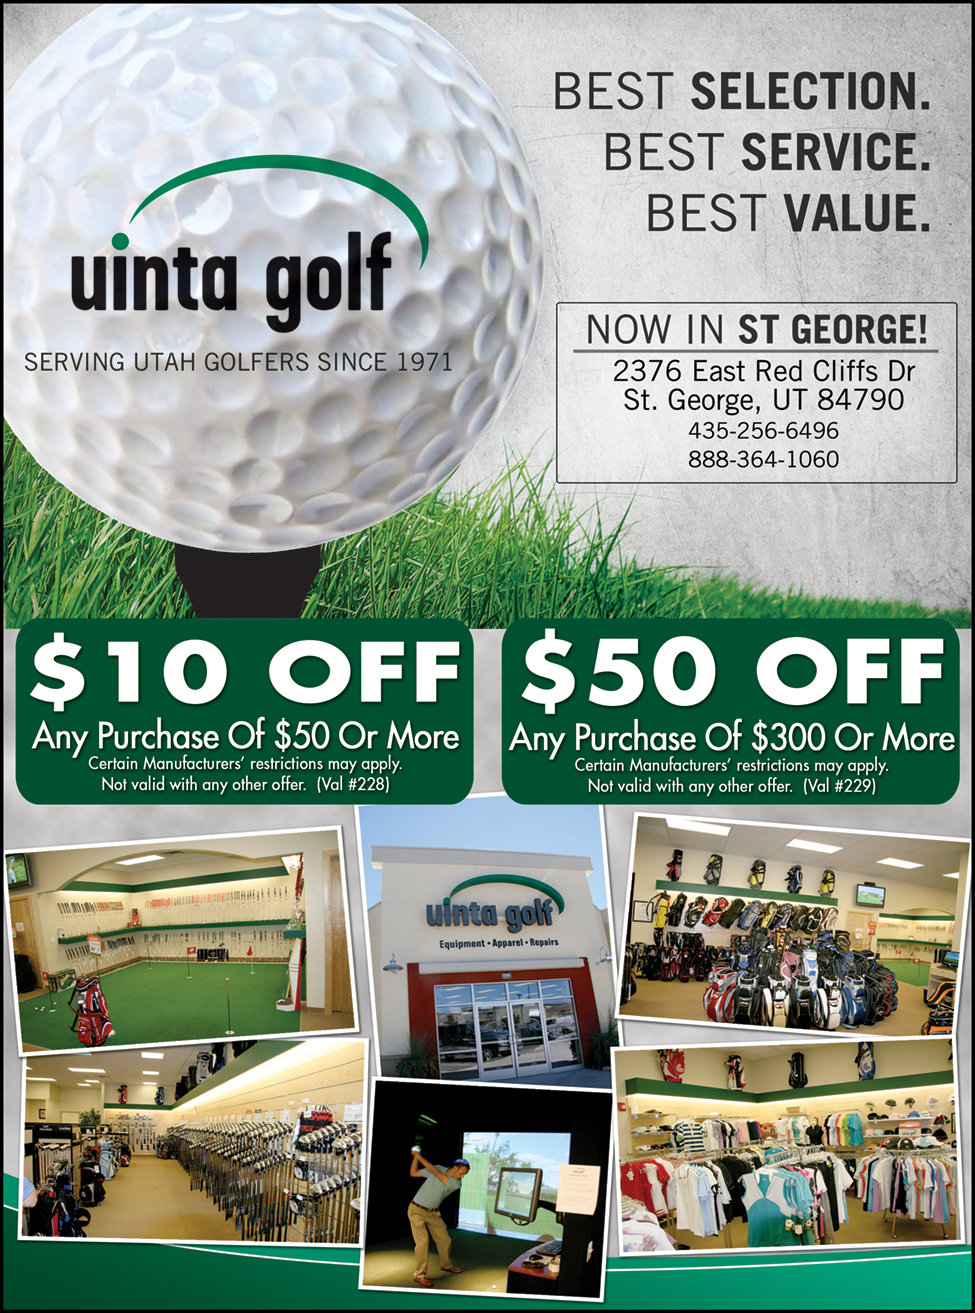 BEST SELECTION.
BEST SERVICE.
BEST VALUE.
uinta golf
SERVING UTAH GOLFERS SINCE 1971
NOW IN ST GEORGE!
2376 East Red Cliffs Dr
St. George, UT 84790
435-256-6496
888-364-1060
$10 OFF
Any Purchase Of $50 Or More
Certain Manufacturers' restrictions may apply.
Not valid with any other offer. (Val #228)
$50 OFF
Any Purchase Of $300 Or More
Certain Manufacturers' restrictions may apply.
Not valid with any other offer. (Val #229)
uinta golf
Equipment • Apparel • Repairs